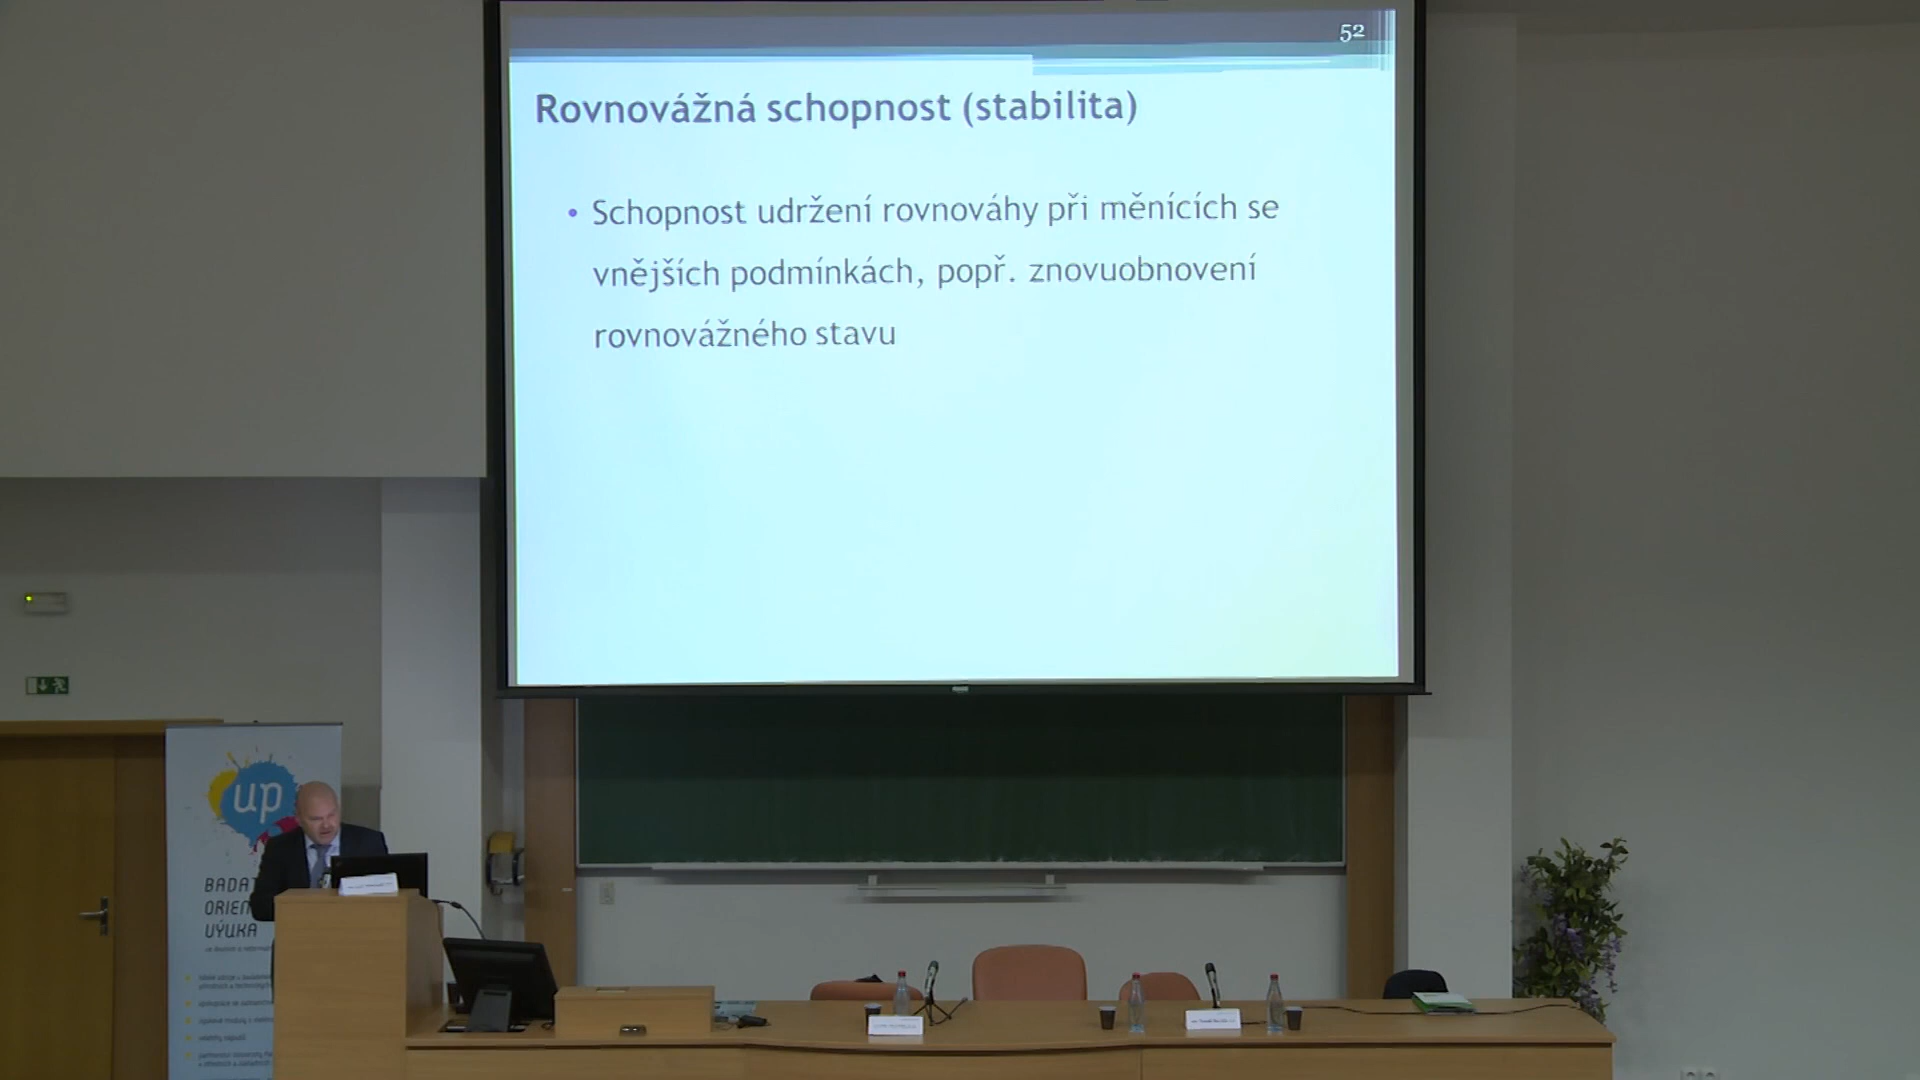 52
Rovnovážná schopnost (stabilita)
• Schopnost udržení rovnováhy při měnících se
vnějších podmínkách, popř. znovuobnovení
rovnovážného stavu
up
BADAT
ORIEN
VÝUKA